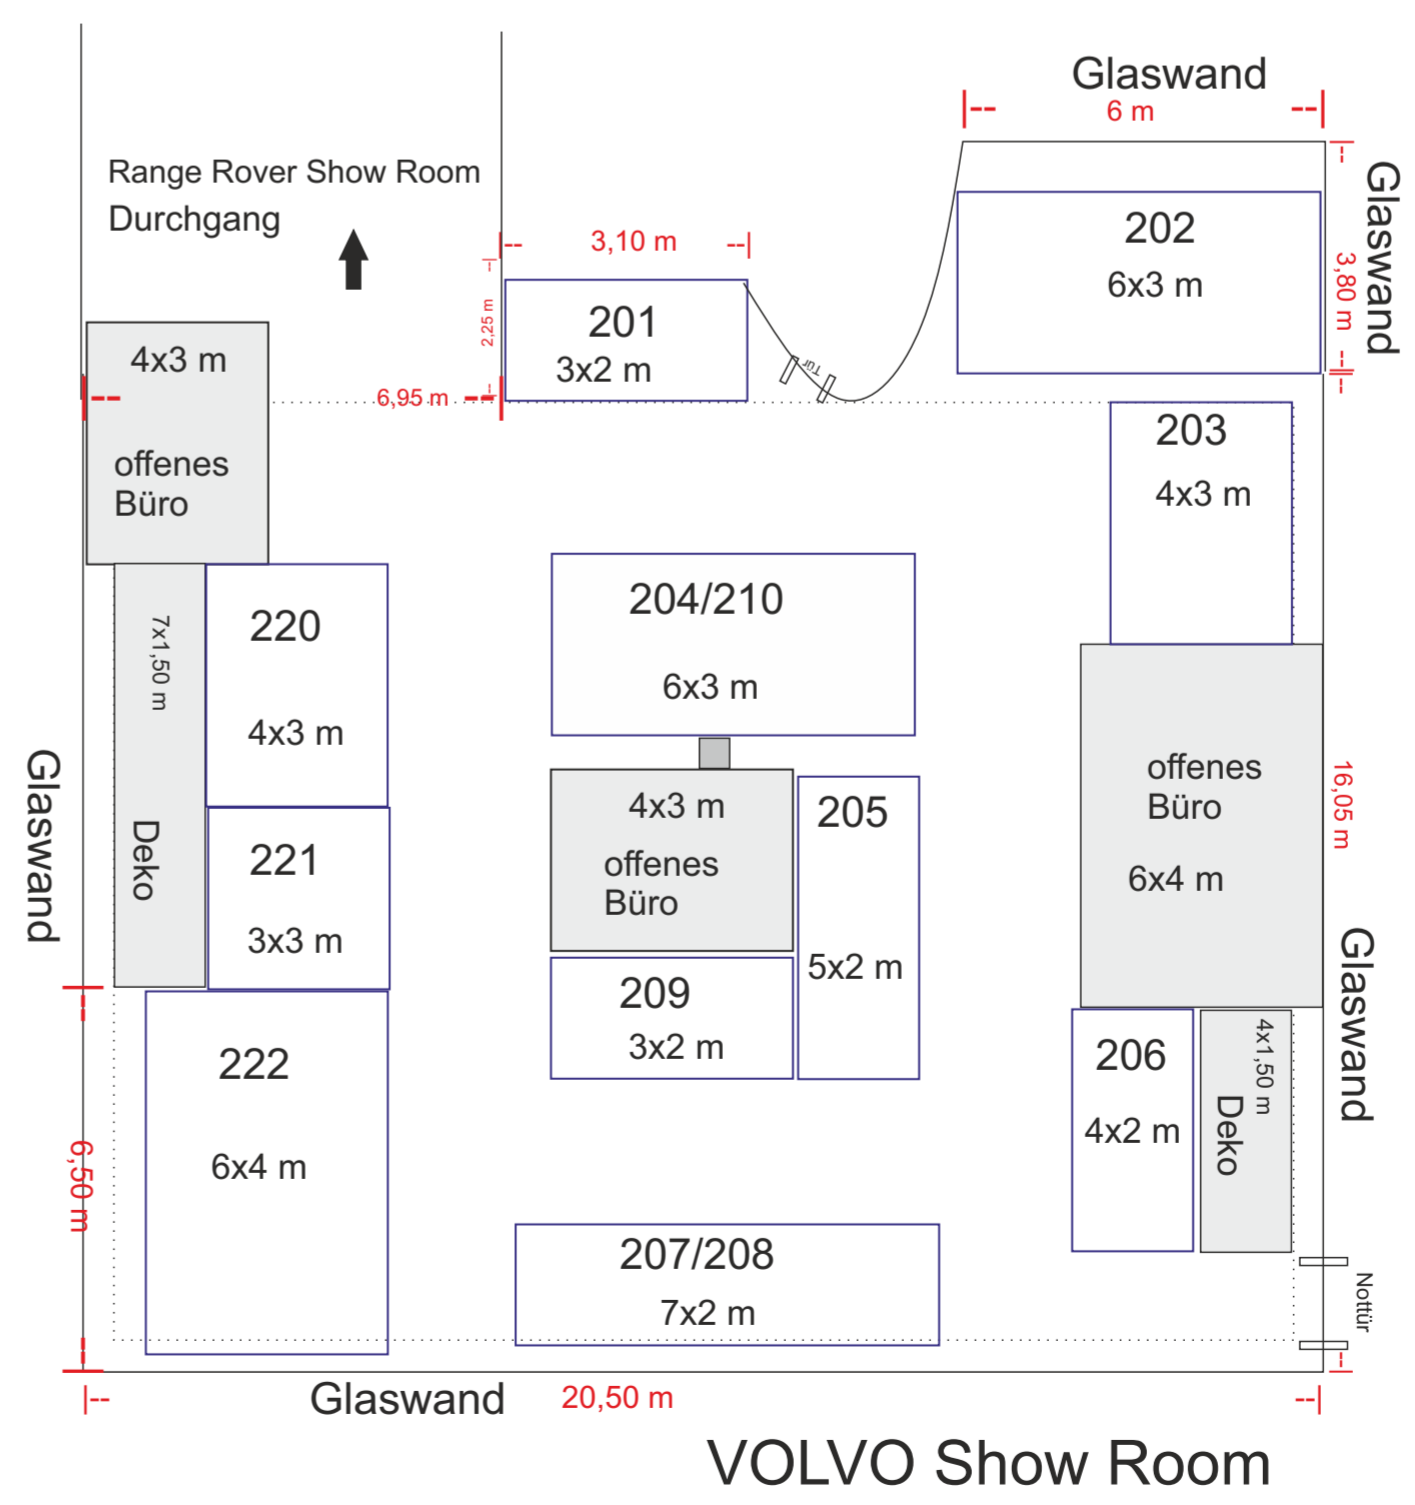 Glaswand
6 m
Range Rover Show Room
Durchgang
Glaswand
3,80 m
202
6x3 m
3,10 m
2,25 m
201
3x2 m
Tür
6,95 m
4x3 m
offenes
Büro
203
4x3 m
204/210
6x3 m
7x1,50 m
Deko
220
4x3 m
Glaswand
221
3x3 m
4x3 m
offenes
Büro
205
5x2 m
offenes
Büro
6x4 m
16,05 m
Glaswand
209
3x2 m
222
6x4 m
6,50 m
206
4x2 m
4x1,50 m
Deko
207/208
7x2 m
Nottür
Glaswand
20,50 m
VOLVO Show Room